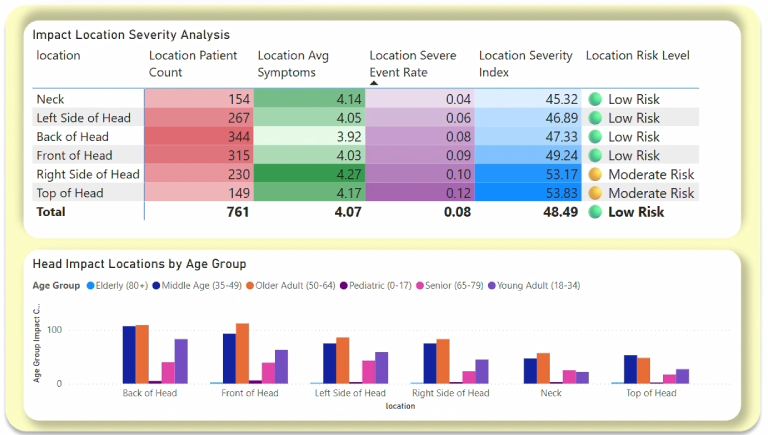 Impact Location Severity Analysis
location Location Patient Count Location Avg Symptoms Location Severe Event Rate Location Severity Index Location Risk Level
Neck 154 4.14 0.04 45.32 Low Risk
Left Side of Head 267 4.05 0.06 46.89 Low Risk
Back of Head 344 3.92 0.08 47.33 Low Risk
Front of Head 315 4.03 0.09 49.24 Low Risk
Right Side of Head 230 4.27 0.10 53.17 Moderate Risk
Top of Head 149 4.17 0.12 53.83 Moderate Risk
Total 761 4.07 0.08 48.49 Low Risk
Head Impact Locations by Age Group
Age Group Elderly (80+) Middle Age (35-49) Older Adult (50-64) Pediatric (0-17) Senior (65-79) Young Adult (18-34)
Age Group Impact C...
100
0
Back of Head Front of Head Left Side of Head Right Side of Head Neck Top of Head
location